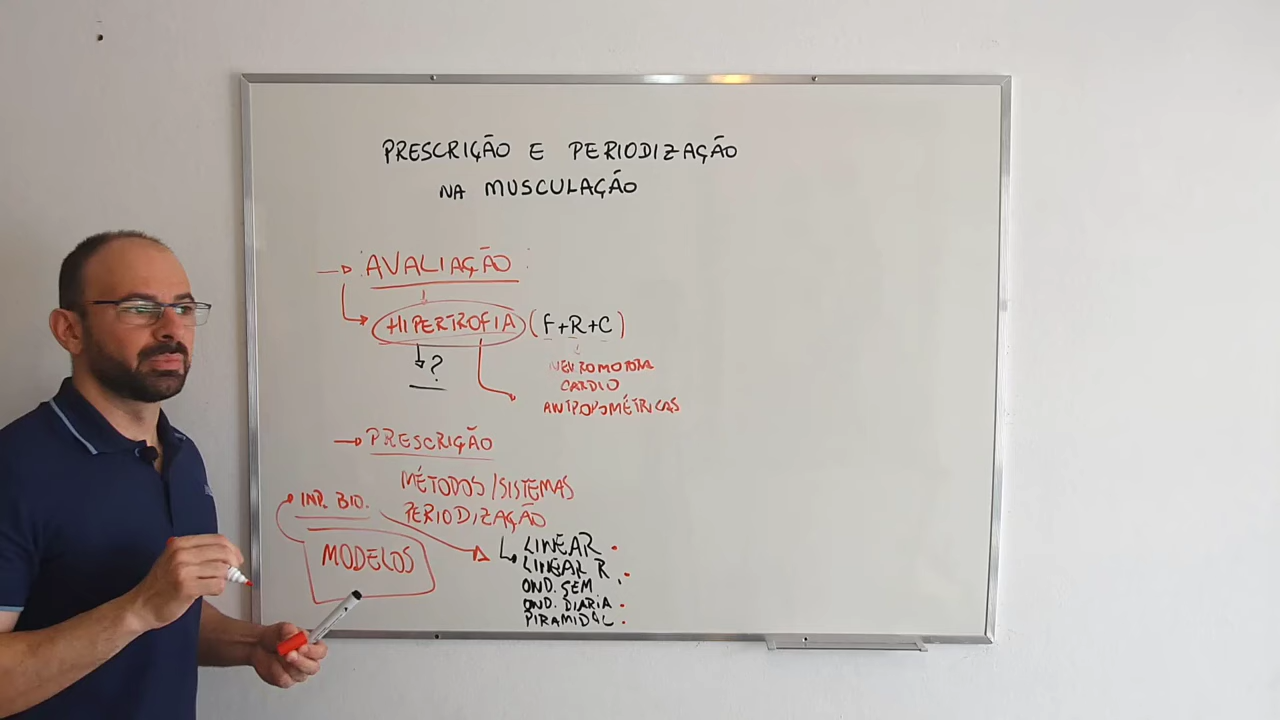 PRESCRIÇÃO E PERIODIZAÇÃO
NA MUSCULAÇÃO
AVALIAÇÃO
HIPERTROFIA (F+R+C)
?
NEUROMOTORA
CARDIO
ANTROPOMÉTRICAS
PRESCRIÇÃO
MÉTODOS/SISTEMAS
PERIODIZAÇÃO
INP. BIO.
MODELOS
LINEAR
LINEAR R
OND. SEM
OND. DIARIA
PIRAMIDAL